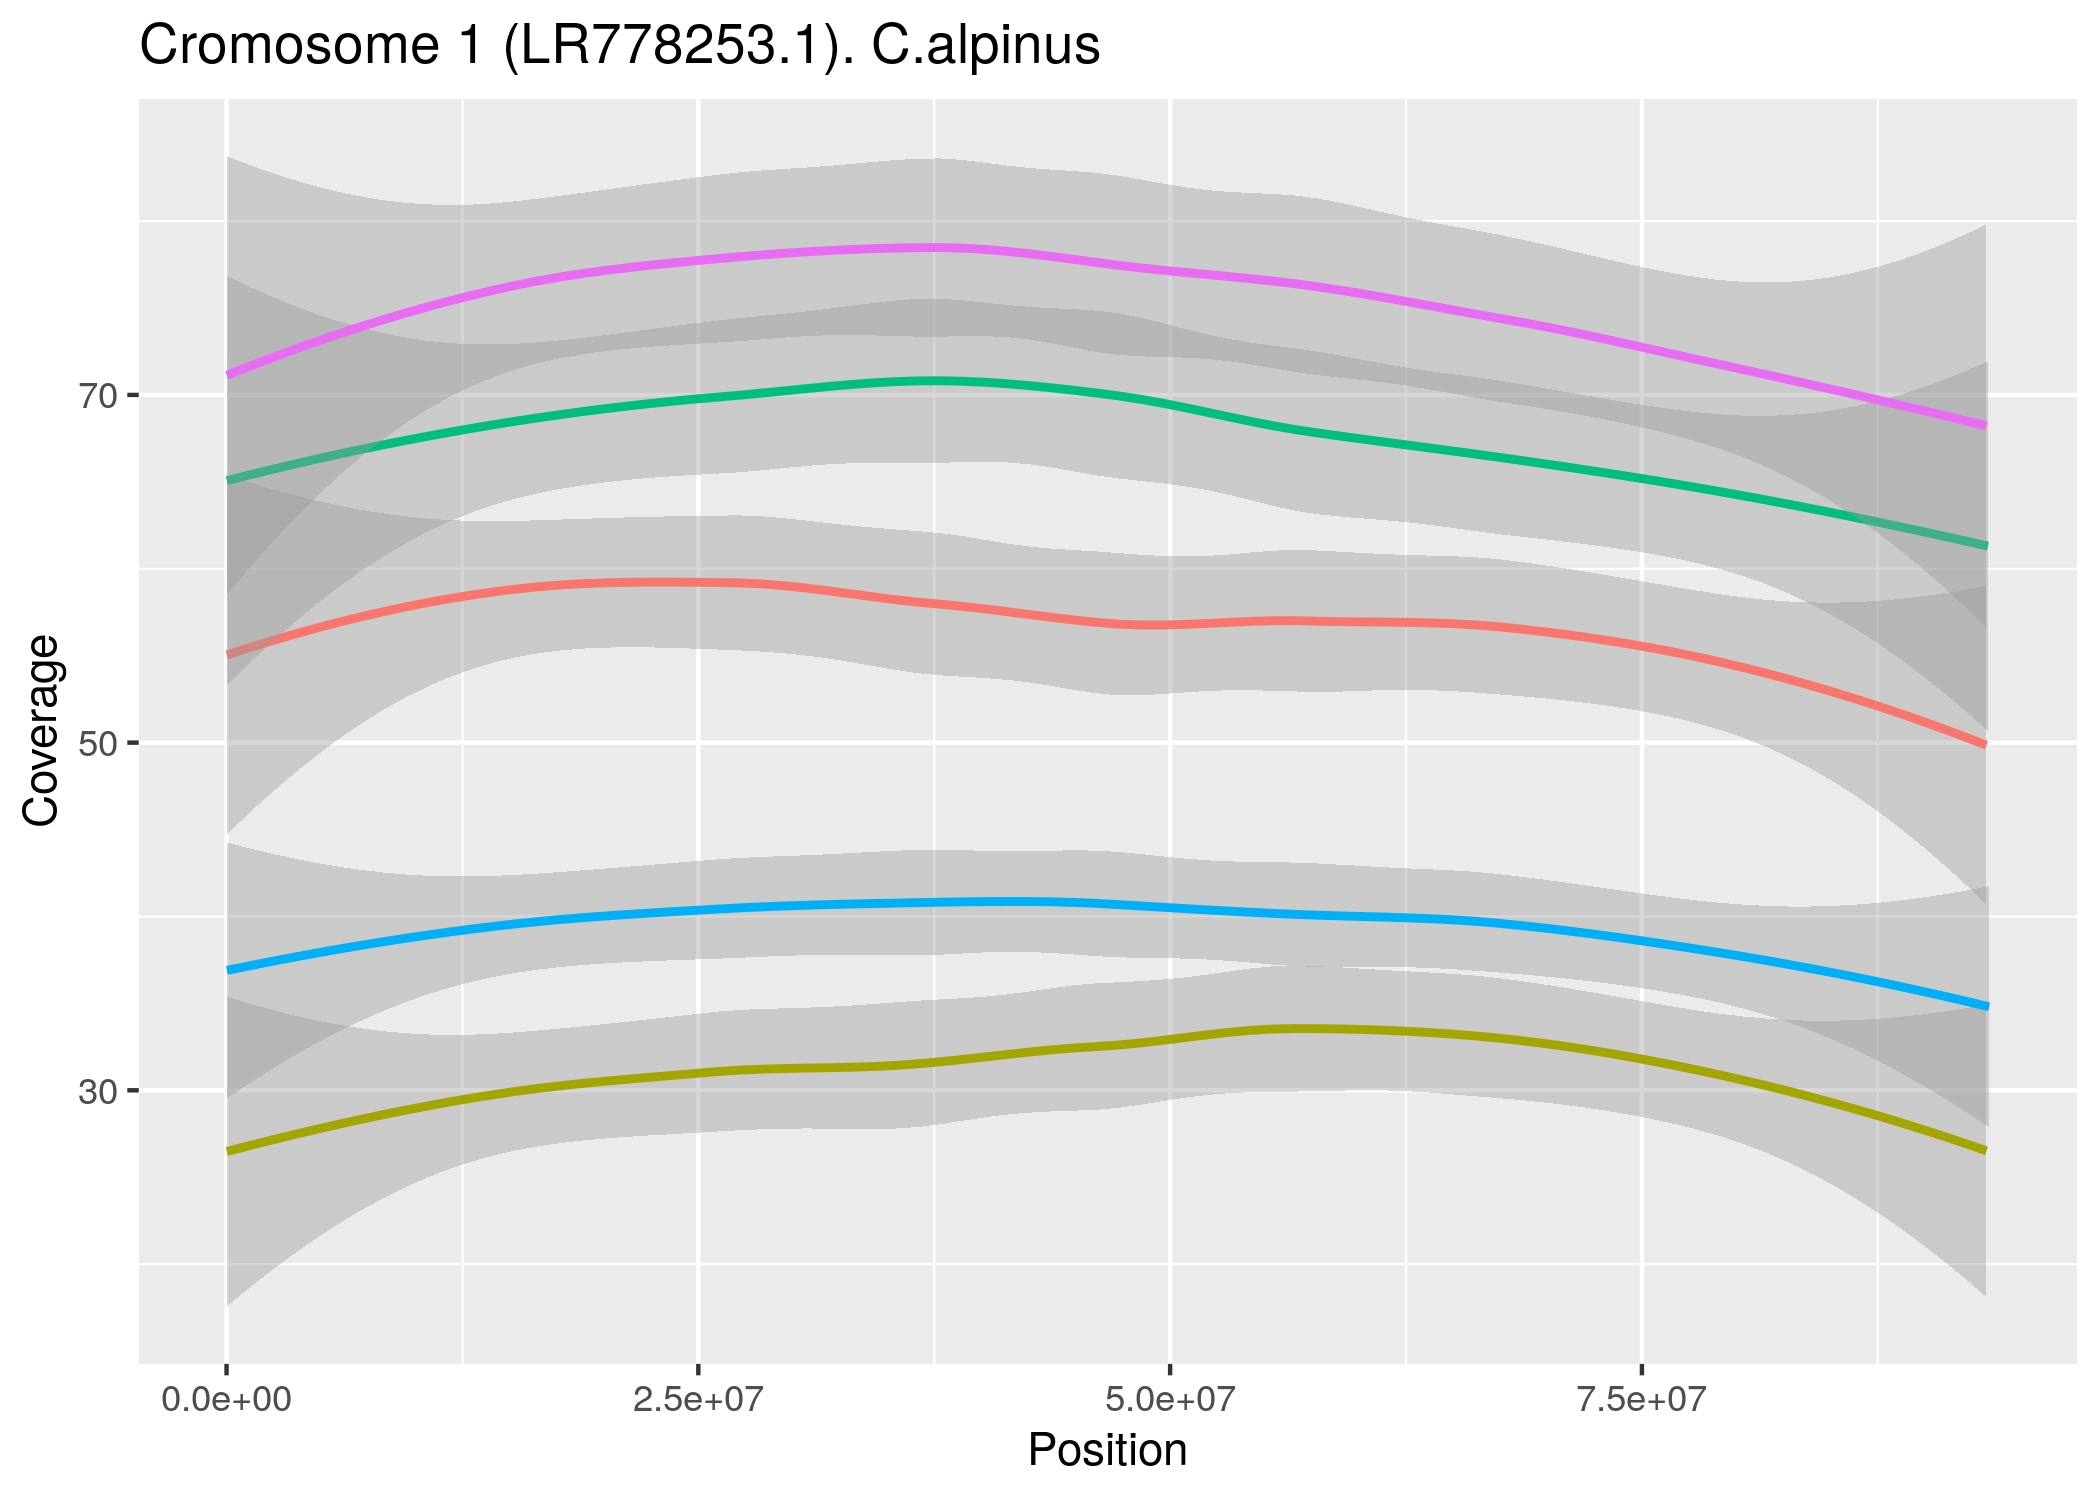 Cromosome 1 (LR778253.1). C.alpinus
Coverage
70
50
30
0.0e+00 2.5e+07 5.0e+07 7.5e+07
Position